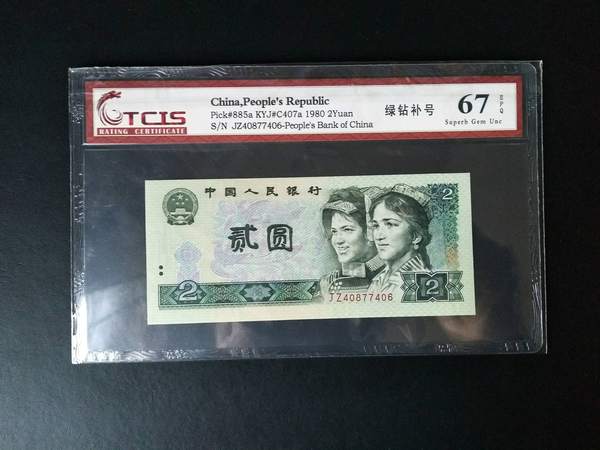 TCIS
RATING CERTIFICATE
China,People's Republic
Pick#885a KYJ#C407a 1980 2Yuan
S/N JZ40877406-People's Bank of China
绿钻补号
67 EPQ
Superb Gem Unc
中国人民银行
2
贰圆
2
JZ40877406
2